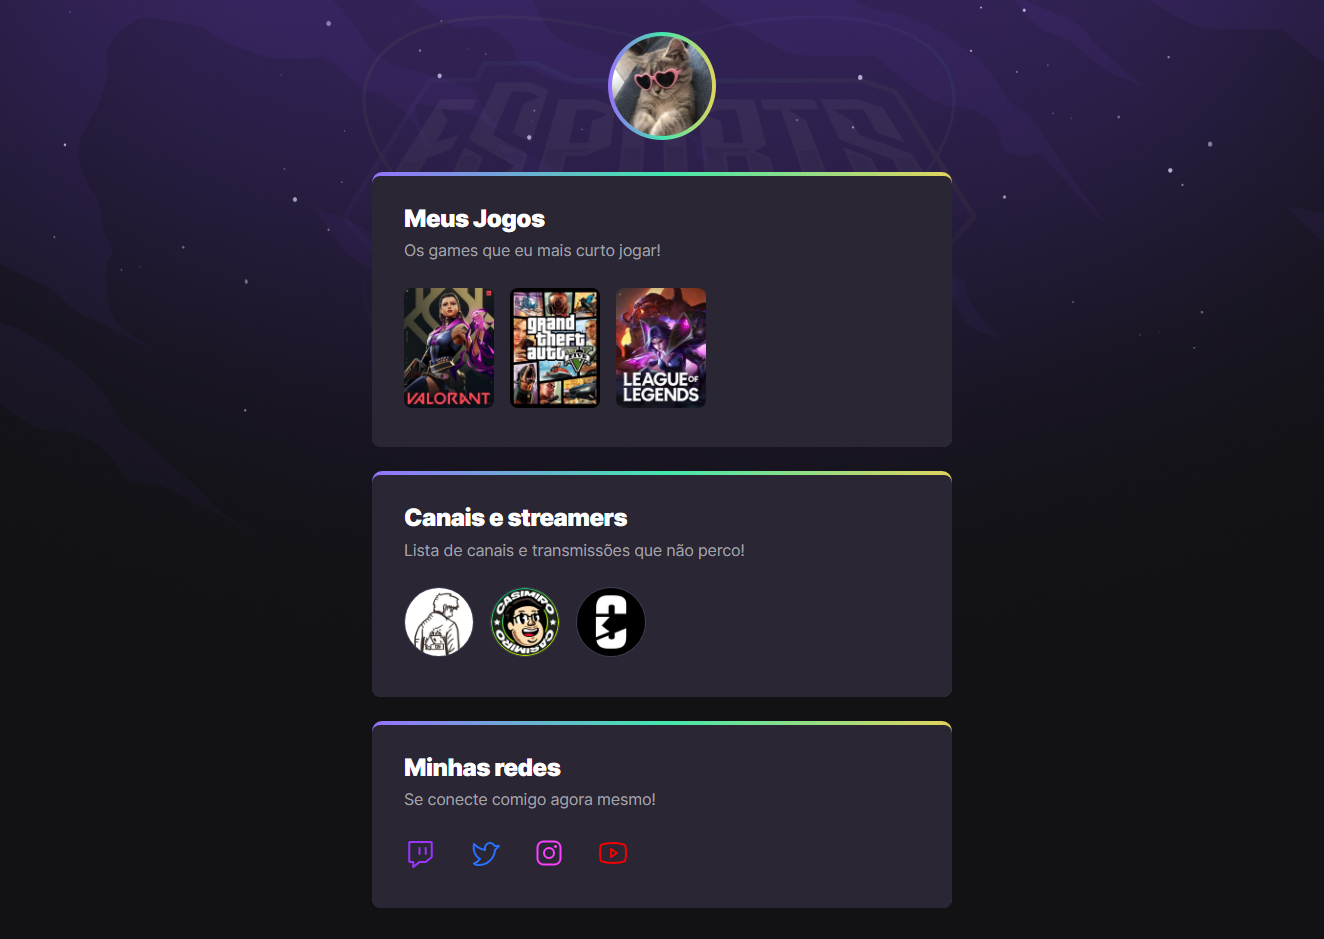 ESPORTS
Meus Jogos
Os games que eu mais curto jogar!
VALORANT
grand
theft
auto
V
FIVE
LEAGUE OF
LEGENDS
Canais e streamers
Lista de canais e transmissões que não perco!
CASIMIRO
CASIMIRO
Minhas redes
Se conecte comigo agora mesmo!